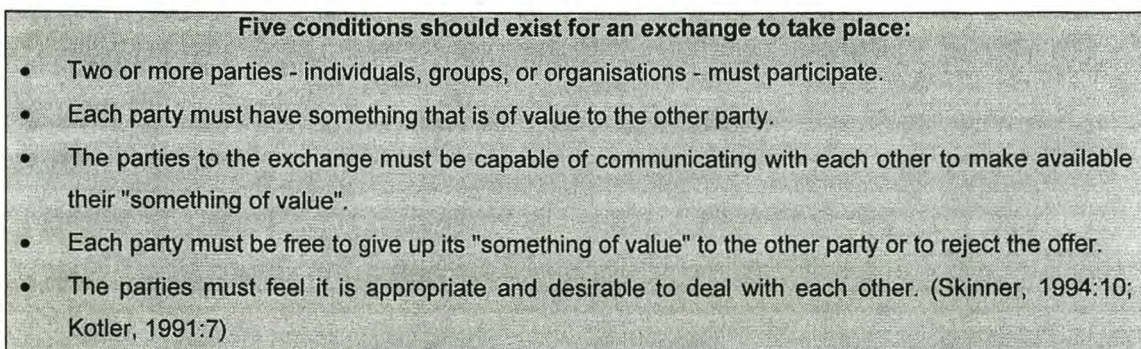 Five conditions should exist for an exchange to take place:
• Two or more parties - individuals, groups, or organisations - must participate.
• Each party must have something that is of value to the other party.
• The parties to the exchange must be capable of communicating with each other to make available
their "something of value".
• Each party must be free to give up its "something of value" to the other party or to reject the offer.
• The parties must feel it is appropriate and desirable to deal with each other. (Skinner, 1994:10;
Kotler, 1991:7)